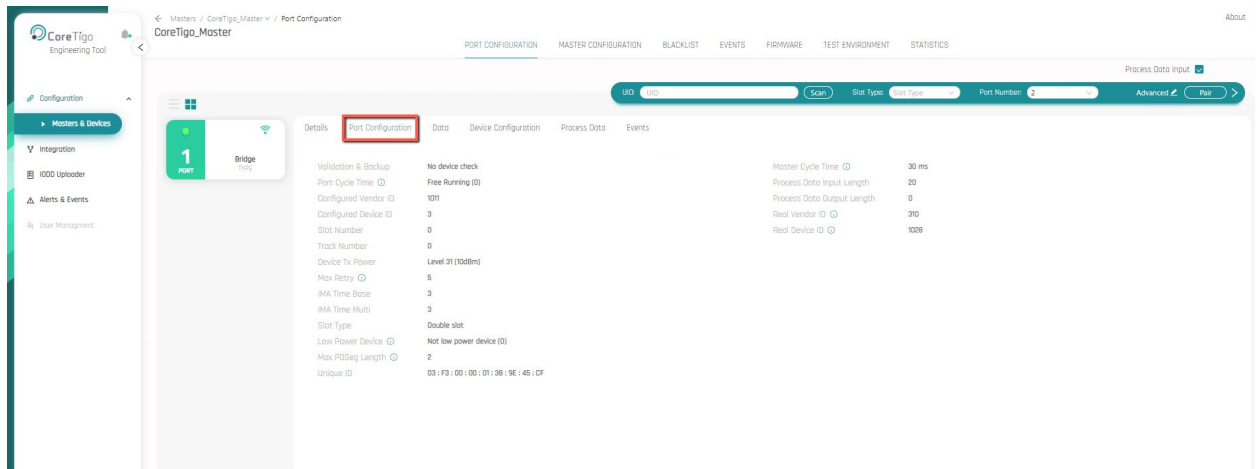 CoreTigo
Engineering Tool
Configuration
Masters & Devices
Integration
IODD Uploader
Alerts & Events
User Managment
← Masters / CoreTigo_Master / Port Configuration
CoreTigo_Master
About
PORT CONFIGURATION MASTER CONFIGURATION BLACKLIST EVENTS FIRMWARE TEST ENVIRONMENT STATISTICS
Process Data Input
UID: UID Scan Slot Type: Slot Type Port Number: 2 Advanced Pair
1
PORT
Bridge
TYPE
Details Port Configuration Data Device Configuration Process Data Events
Validation & Backup No device check
Port Cycle Time Free Running (0)
Configured Vendor ID 1011
Configured Device ID 3
Slot Number 0
Track Number 0
Device Tx Power Level 31 (10dBm)
Max Retry 5
IMA Time Base 3
IMA Time Multi 3
Slot Type Double slot
Low Power Device Not low power device (0)
Max PDSeg Length 2
Unique ID 03 : F3 : 00 : 00 : 01 : 38 : 9E : 45 : CF
Master Cycle Time 30 ms
Process Data Input Length 20
Process Data Output Length 0
Real Vendor ID 310
Real Device ID 1028